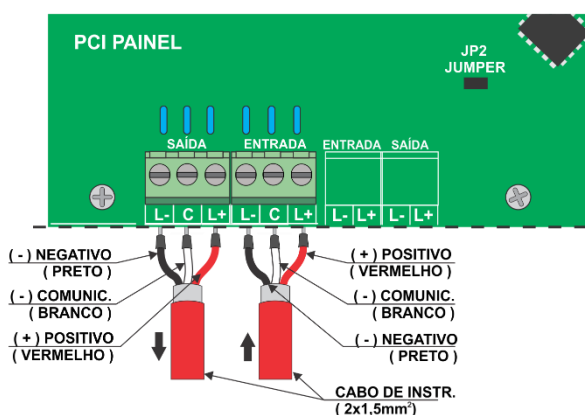 PCI PAINEL
JP2
JUMPER
SAÍDA
ENTRADA
ENTRADA
SAÍDA
L- C L+
L- C L+
L- L+
L- L+
( - ) NEGATIVO
( PRETO )
( - ) COMUNIC.
( BRANCO )
( + ) POSITIVO
( VERMELHO )
( + ) POSITIVO
( VERMELHO )
( - ) COMUNIC.
( BRANCO )
( - ) NEGATIVO
( PRETO )
CABO DE INSTR.
( 2x1,5mm² )